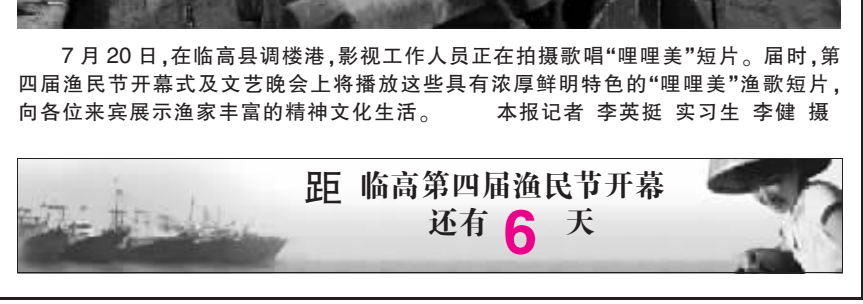 7月20日,在临高县调楼港,影视工作人员正在拍摄歌唱“哩哩美”短片。届时,第
四届渔民节开幕式及文艺晚会上将播放这些具有浓厚鲜明特色的“哩哩美”渔歌短片,
向各位来宾展示渔家丰富的精神文化生活。 本报记者 李英挺 实习生 李健 摄
距 临高第四届渔民节开幕
还有 6 天